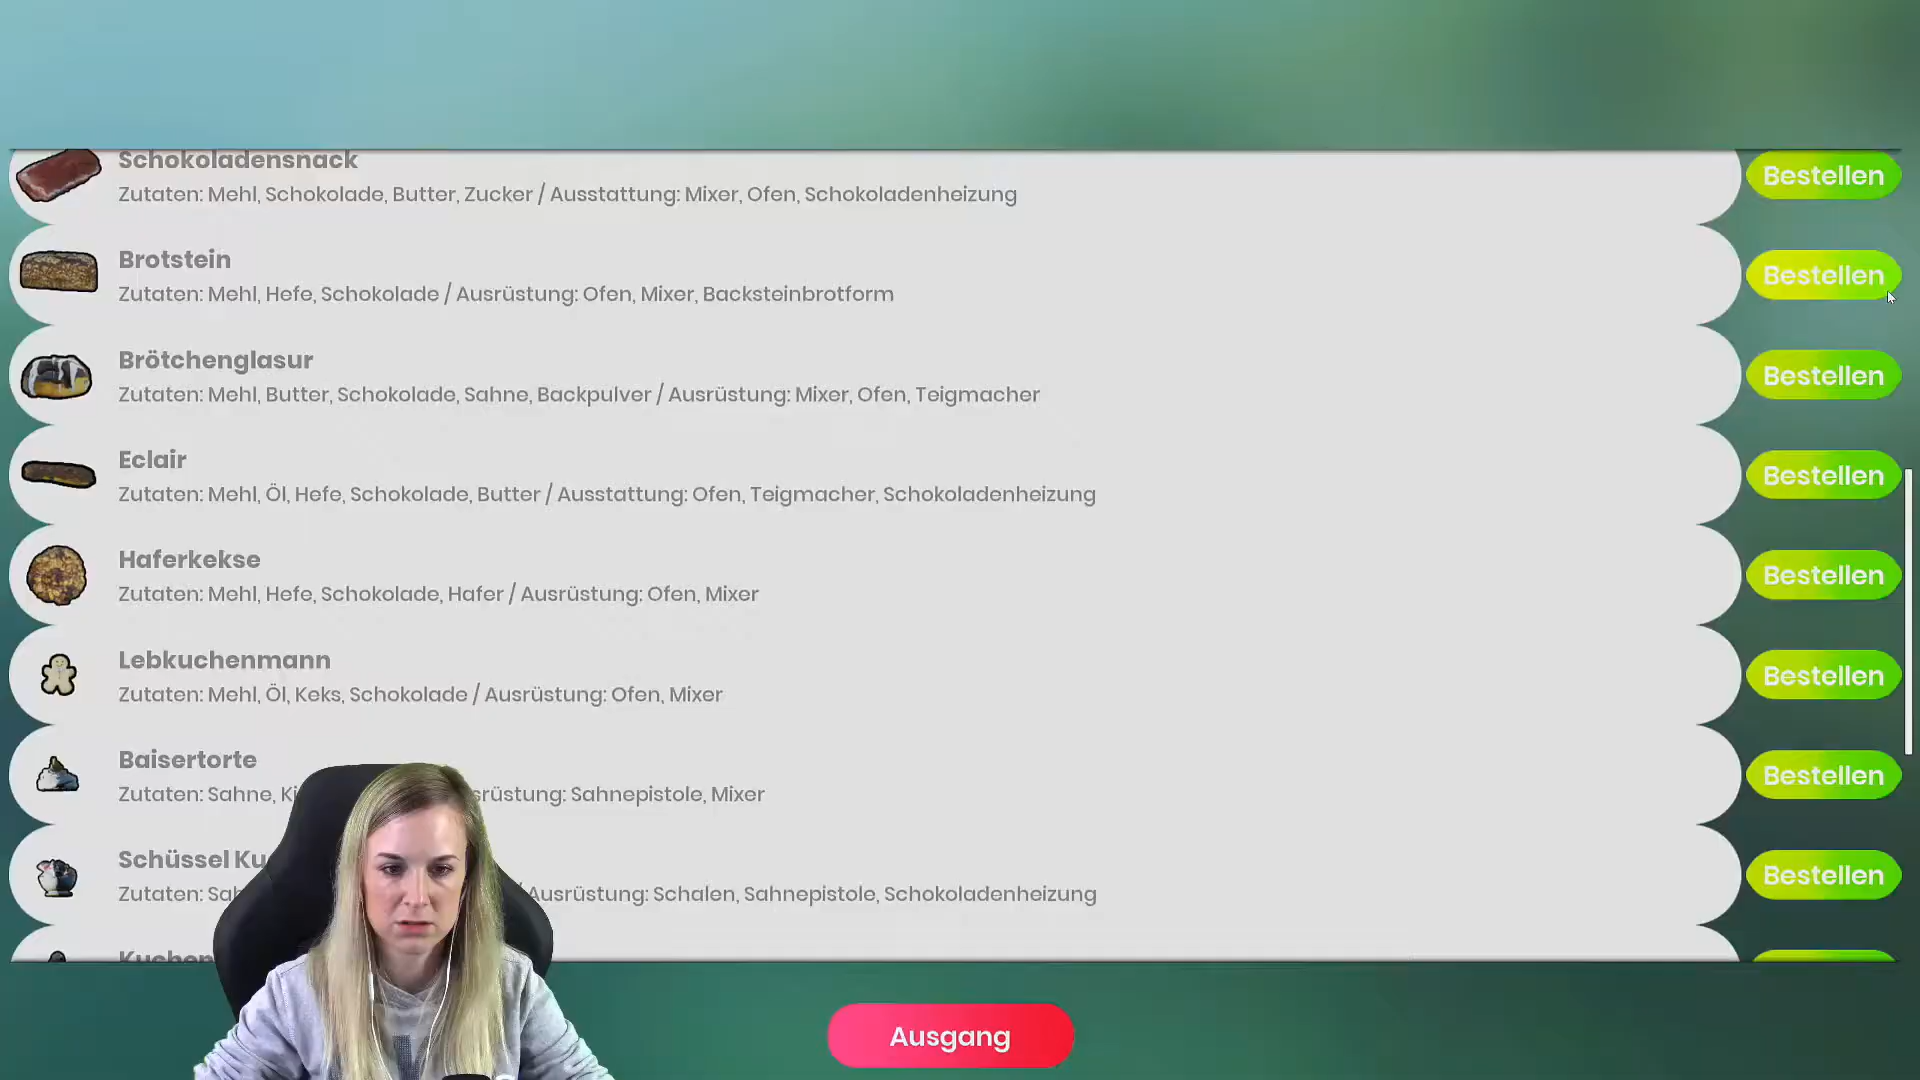 Schokoladensnack
Zutaten: Mehl, Schokolade, Butter, Zucker / Ausstattung: Mixer, Ofen, Schokoladenheizung
Bestellen
Brotstein
Zutaten: Mehl, Hefe, Schokolade / Ausrüstung: Ofen, Mixer, Backsteinbrotform
Bestellen
Brötchenglasur
Zutaten: Mehl, Butter, Schokolade, Sahne, Backpulver / Ausrüstung: Mixer, Ofen, Teigmacher
Bestellen
Eclair
Zutaten: Mehl, Öl, Hefe, Schokolade, Butter / Ausstattung: Ofen, Teigmacher, Schokoladenheizung
Bestellen
Haferkekse
Zutaten: Mehl, Hefe, Schokolade, Hafer / Ausrüstung: Ofen, Mixer
Bestellen
Lebkuchenmann
Zutaten: Mehl, Öl, Keks, Schokolade / Ausrüstung: Ofen, Mixer
Bestellen
Baisertorte
Zutaten: Sahne, Ki srüstung: Sahnepistole, Mixer
Bestellen
Schüssel Ku
Zutaten: Sah /Ausrüstung: Schalen, Sahnepistole, Schokoladenheizung
Bestellen
Ausgang